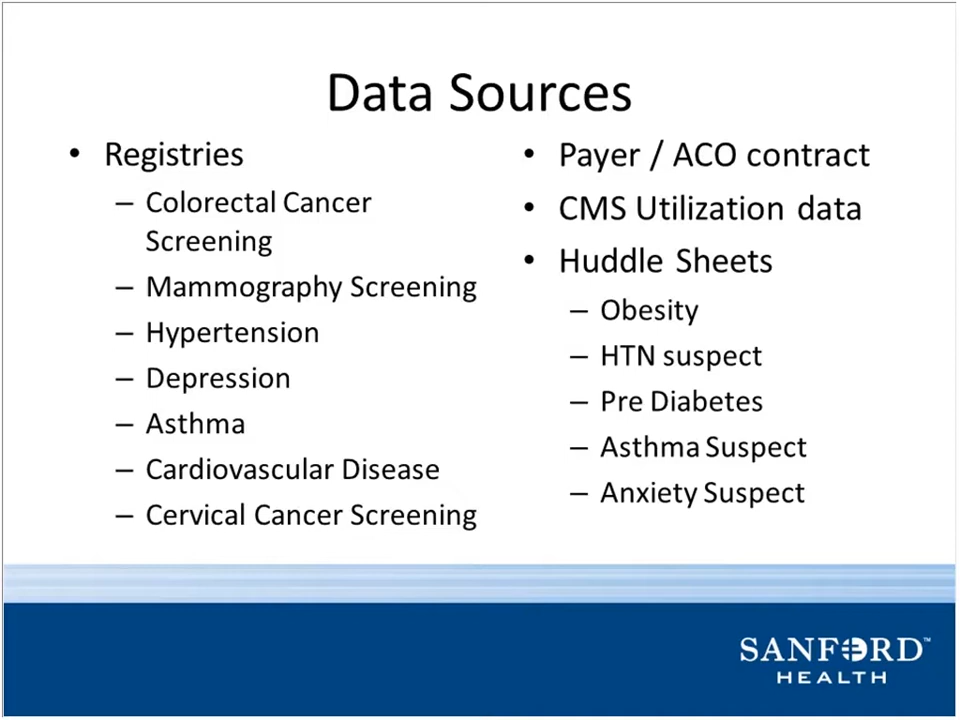 Data Sources
• Registries
– Colorectal Cancer
Screening
– Mammography Screening
– Hypertension
– Depression
– Asthma
– Cardiovascular Disease
– Cervical Cancer Screening
• Payer / ACO contract
• CMS Utilization data
• Huddle Sheets
– Obesity
– HTN suspect
– Pre Diabetes
– Asthma Suspect
– Anxiety Suspect
SANFORD™
HEALTH